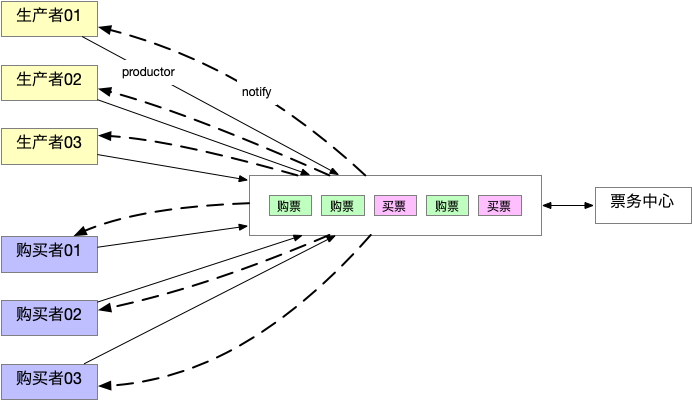 生产者01
productor
生产者02
notify
生产者03
购票
购票
买票
购票
买票
票务中心
购买者01
购买者02
购买者03